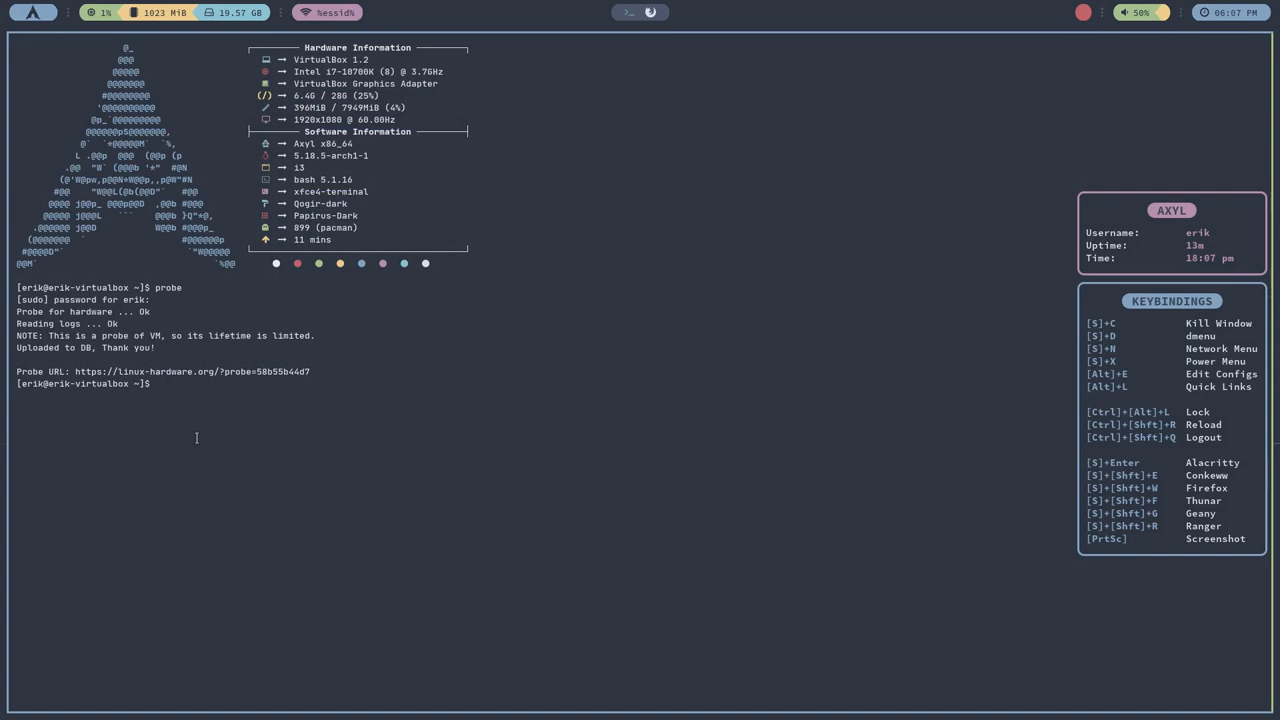 1% 1023 MiB 19.57 GB %essid% >_ 50% 06:07 PM
Hardware Information
VirtualBox 1.2
Intel i7-10700K (8) @ 3.7GHz
VirtualBox Graphics Adapter
6.4G / 28G (25%)
396MiB / 7949MiB (4%)
1920x1080 @ 60.00Hz
Software Information
Axyl x86_64
5.18.5-arch1-1
i3
bash 5.1.16
xfce4-terminal
Qogir-dark
Papirus-Dark
899 (pacman)
11 mins
[erik@erik-virtualbox ~]$ probe
[sudo] password for erik:
Probe for hardware ... Ok
Reading logs ... Ok
NOTE: This is a probe of VM, so its lifetime is limited.
Uploaded to DB, Thank you!
Probe URL: https://linux-hardware.org/?probe=58b55b44d7
[erik@erik-virtualbox ~]$
AXYL
Username: erik
Uptime: 13m
Time: 18:07 pm
KEYBINDINGS
[S]+C Kill Window
[S]+D dmenu
[S]+N Network Menu
[S]+X Power Menu
[Alt]+E Edit Configs
[Alt]+L Quick Links
[Ctrl]+[Alt]+L Lock
[Ctrl]+[Shft]+R Reload
[Ctrl]+[Shft]+Q Logout
[S]+Enter Alacritty
[S]+[Shft]+E Conkeww
[S]+[Shft]+W Firefox
[S]+[Shft]+F Thunar
[S]+[Shft]+G Geany
[S]+[Shft]+R Ranger
[PrtSc] Screenshot